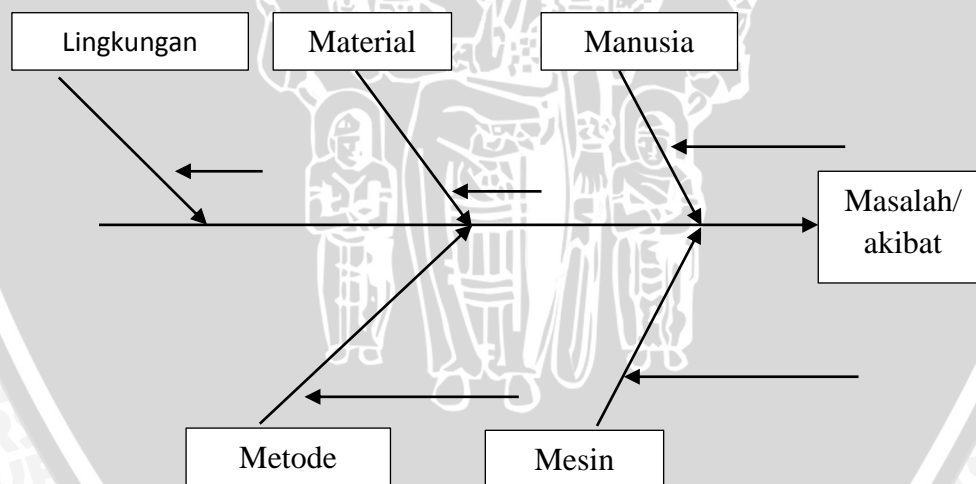 Lingkungan
Material
Manusia
Masalah/
akibat
Metode
Mesin